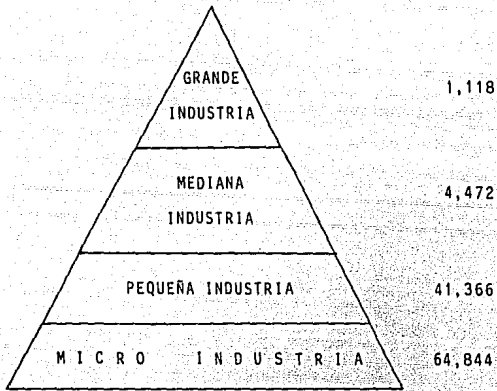 GRANDE
INDUSTRIA
1,118
MEDIANA
INDUSTRIA
4,472
PEQUEÑA INDUSTRIA
41,366
MICRO INDUSTRIA
64,844